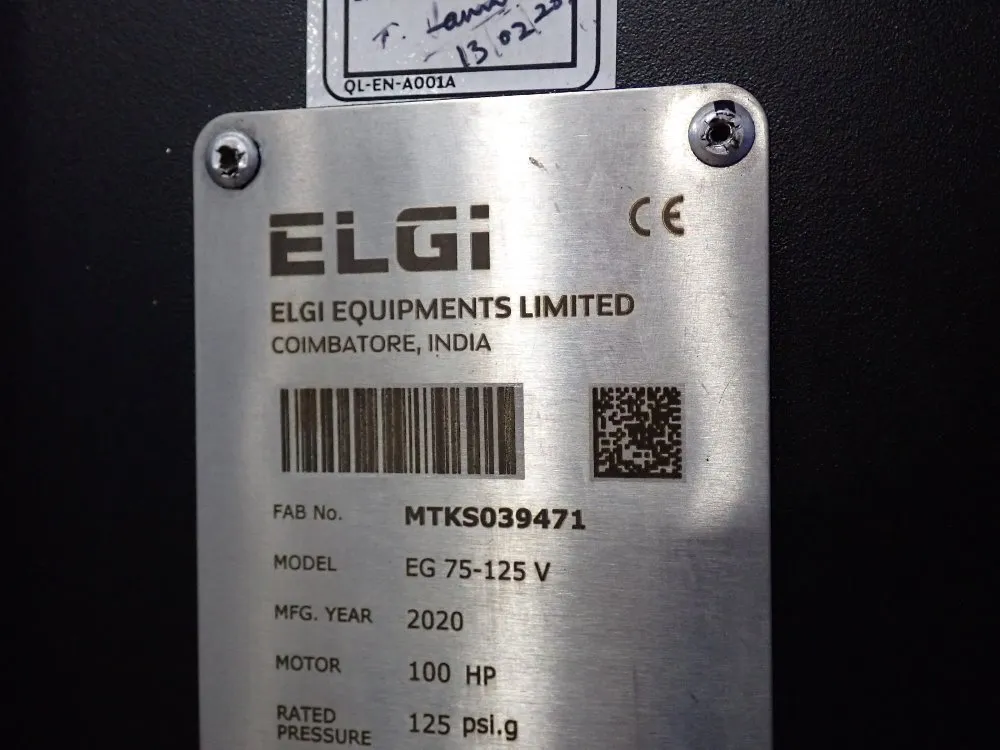 T.
13/02/20
QL-EN-A001A
ELGi
CE
ELGI EQUIPMENTS LIMITED
COIMBATORE, INDIA
FAB No. MTKS039471
MODEL EG 75-125 V
MFG. YEAR 2020
MOTOR 100 HP
RATED PRESSURE 125 psi.g